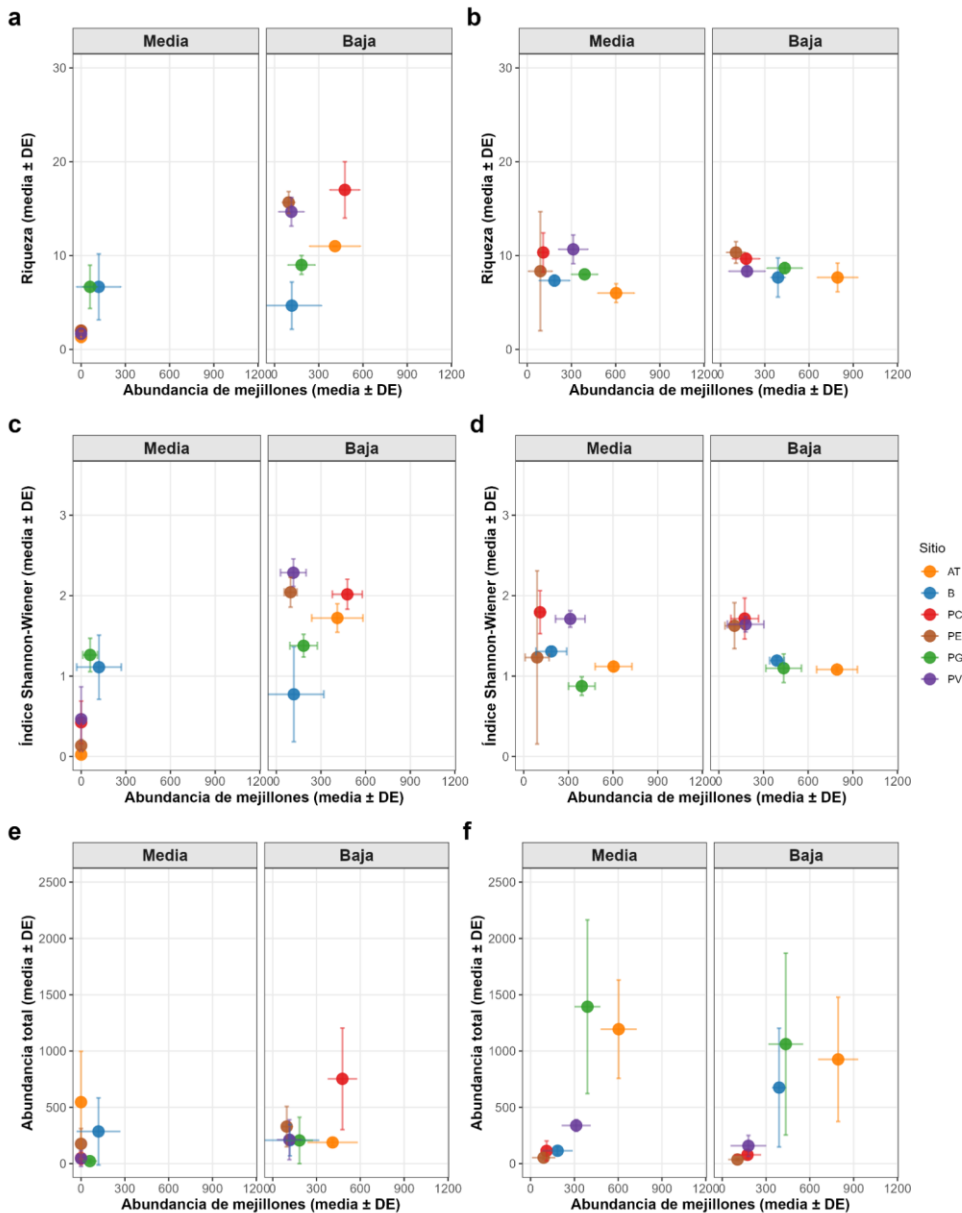 a
b
Media
Baja
Media
Baja
Riqueza (media ± DE)
30
20
10
0
Riqueza (media ± DE)
30
20
10
0
0 300 600 900 1200 0 300 600 900 1200
0 300 600 900 1200 0 300 600 900 1200
Abundancia de mejillones (media ± DE)
Abundancia de mejillones (media ± DE)
c
d
Media
Baja
Media
Baja
Índice Shannon-Wiener (media ± DE)
3
2
1
0
Índice Shannon-Wiener (media ± DE)
3
2
1
0
0 300 600 900 1200 0 300 600 900 1200
0 300 600 900 1200 0 300 600 900 1200
Abundancia de mejillones (media ± DE)
Abundancia de mejillones (media ± DE)
Sitio
AT
B
PC
PE
PG
PV
e
f
Media
Baja
Media
Baja
Abundancia total (media ± DE)
2500
2000
1500
1000
500
0
Abundancia total (media ± DE)
2500
2000
1500
1000
500
0
0 300 600 900 1200 0 300 600 900 1200
0 300 600 900 1200 0 300 600 900 1200
Abundancia de mejillones (media ± DE)
Abundancia de mejillones (media ± DE)